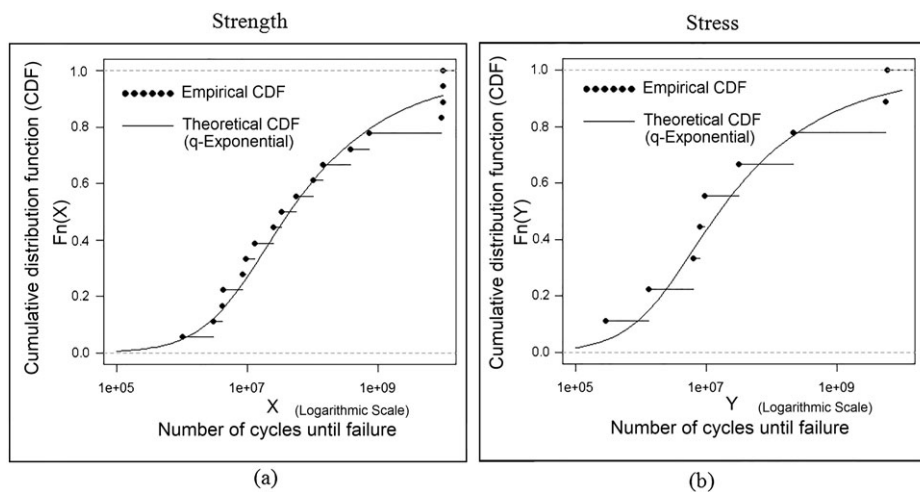 Strength
Cumulative distribution function (CDF)
Fn(X)
1.0
0.8
0.6
0.4
0.2
0.0
Empirical CDF
Theoretical CDF
(q-Exponential)
1e+05
1e+07
1e+09
X (Logarithmic Scale)
Number of cycles until failure
(a)
Stress
Cumulative distribution function (CDF)
Fn(Y)
1.0
0.8
0.6
0.4
0.2
0.0
Empirical CDF
Theoretical CDF
(q-Exponential)
1e+05
1e+07
1e+09
Y (Logarithmic Scale)
Number of cycles until failure
(b)